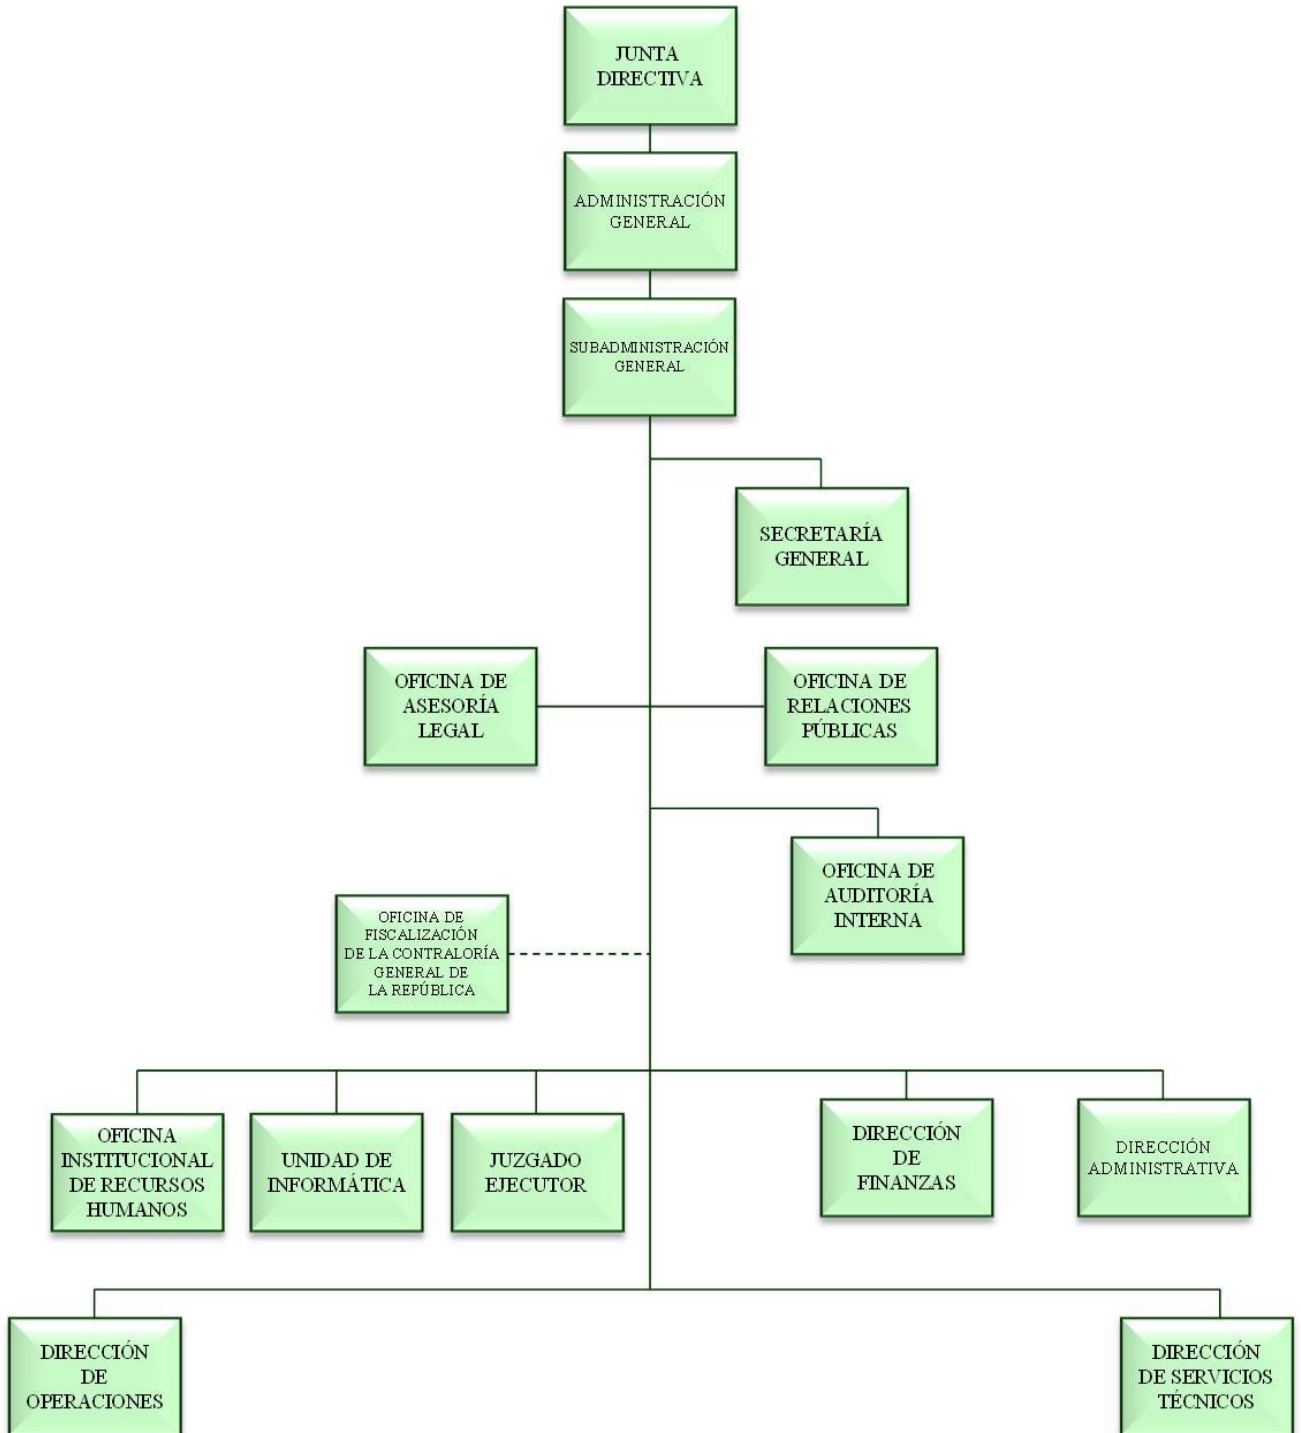 JUNTA
DIRECTIVA
ADMINISTRACIÓN
GENERAL
SUBADMINISTRACIÓN
GENERAL
SECRETARÍA
GENERAL
OFICINA DE
ASESORÍA
LEGAL
OFICINA DE
RELACIONES
PÚBLICAS
OFICINA DE
AUDITORÍA
INTERNA
OFICINA DE
FISCALIZACIÓN
DE LA CONTRALORÍA
GENERAL DE
LA REPÚBLICA
OFICINA
INSTITUCIONAL
DE RECURSOS
HUMANOS
UNIDAD DE
INFORMÁTICA
JUZGADO
EJECUTOR
DIRECCIÓN
DE
FINANZAS
DIRECCIÓN
ADMINISTRATIVA
DIRECCIÓN
DE
OPERACIONES
DIRECCIÓN
DE SERVICIOS
TÉCNICOS